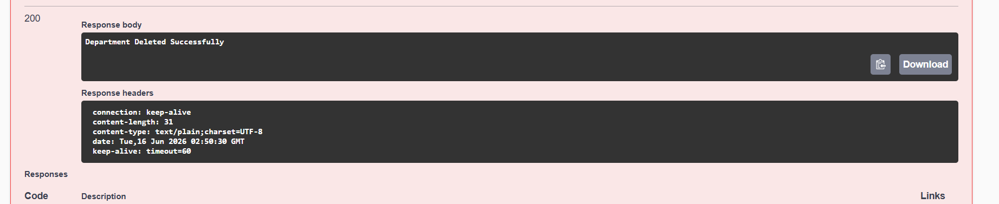 200
Response body
Department Deleted Successfully
Download
Response headers
connection: keep-alive
content-length: 31
content-type: text/plain;charset=UTF-8
date: Tue,16 Jun 2026 02:50:30 GMT
keep-alive: timeout=60
Responses
Code Description Links